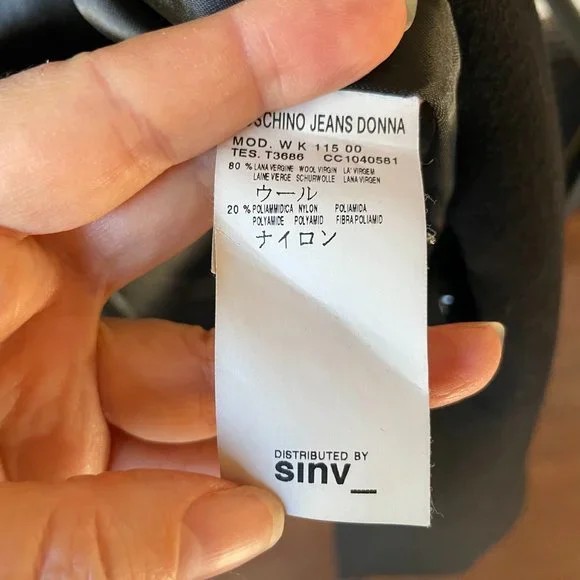 OSCHINO JEANS DONNA
MOD. WK 115 00
TES. T3686 CC1040581
80 % LANA VERGINE WOOL VIRGIN LA' VIRGEM
LAINE VIERGE SCHURWOLLE LANA VIRGEN
ウール
20 % POLIAMMIDICA NYLON POLIAMIDA
POLYAMIDE POLYAMID FIBRA POLIAMID
ナイロン
DISTRIBUTED BY
sinv_